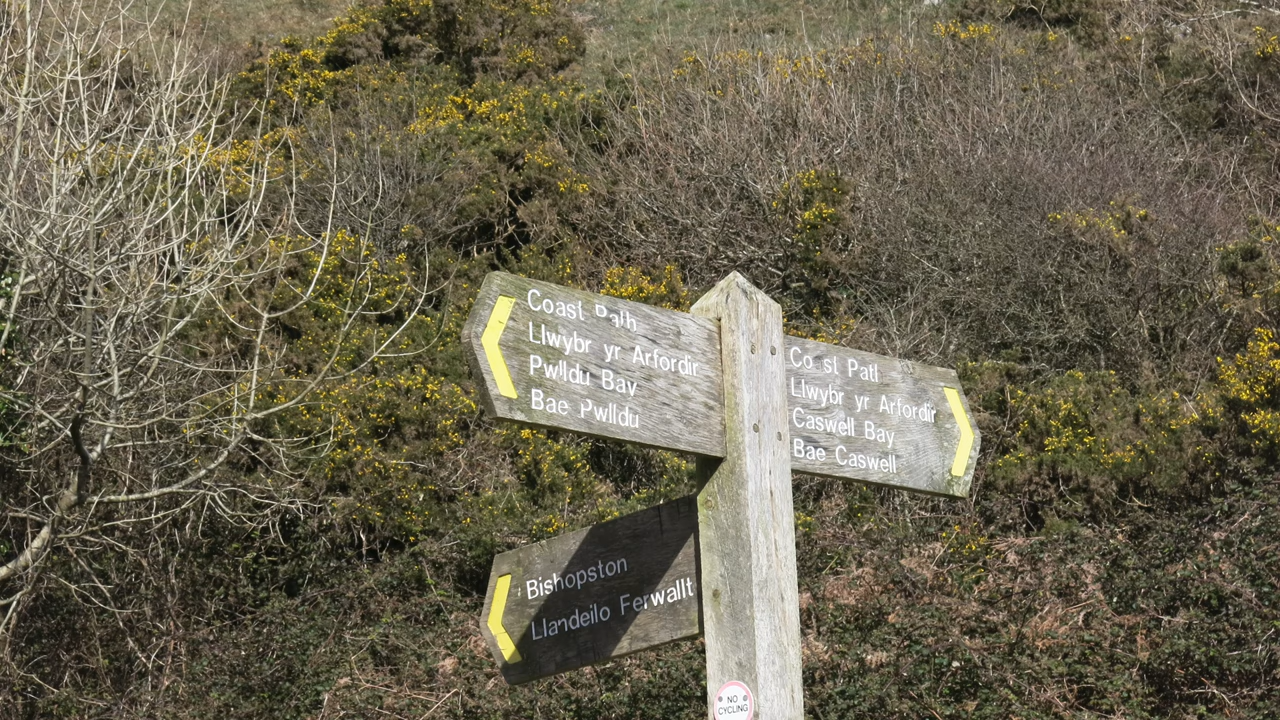 Coast Path
Llwybr yr Arfordir
Pwlldu Bay
Bae Pwlldu
Coast Path
Llwybr yr Arfordir
Caswell Bay
Bae Caswell
Bishopston
Llandeilo Ferwallt
NO
CYCLING